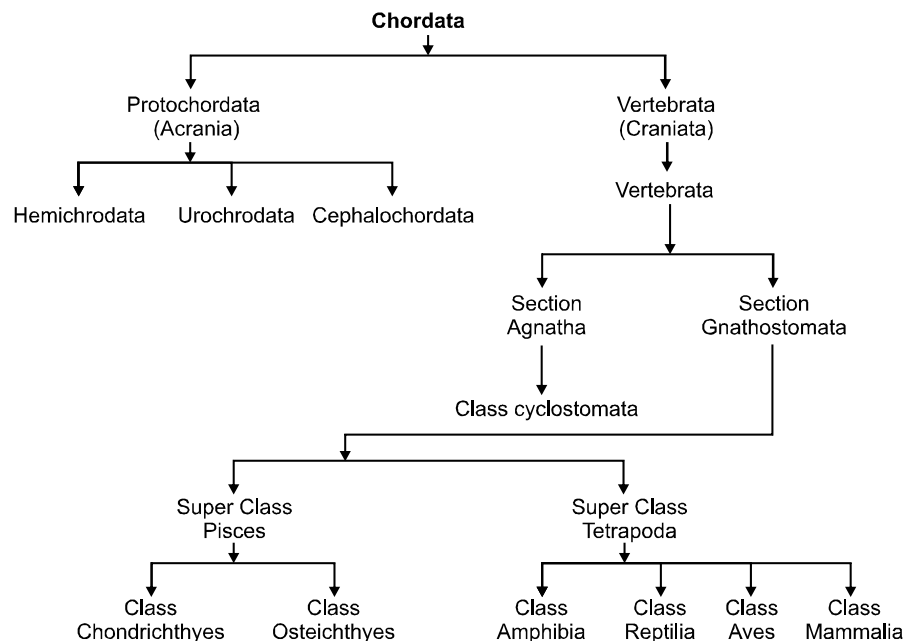 Chordata
Protochordata
(Acrania)
Vertebrata
(Craniata)
Hemichrodata
Urochrodata
Cephalochordata
Vertebrata
Section
Agnatha
Section
Gnathostomata
Class cyclostomata
Super Class
Pisces
Super Class
Tetrapoda
Class
Chondrichthyes
Class
Osteichthyes
Class
Amphibia
Class
Reptilia
Class
Aves
Class
Mammalia